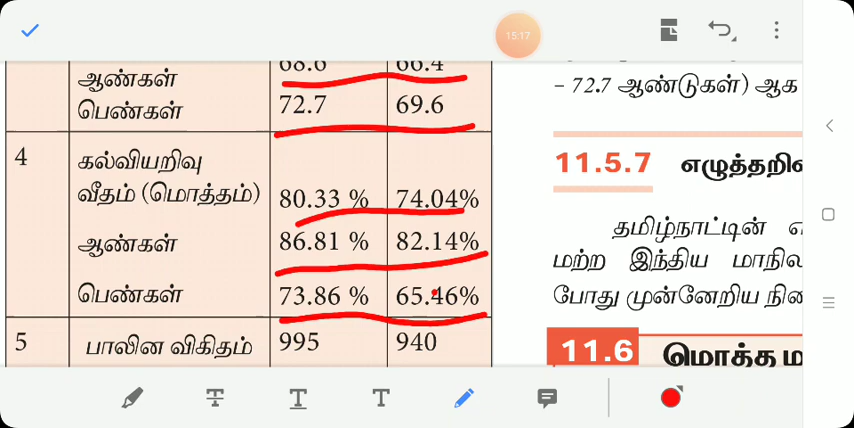 15:17
68.6 66.4
ஆண்கள்
பெண்கள் 72.7 69.6
4 கல்வியறிவு
வீதம் (மொத்தம்) 80.33 % 74.04%
ஆண்கள் 86.81 % 82.14%
பெண்கள் 73.86 % 65.46%
5 பாலின விகிதம் 995 940
– 72.7 ஆண்டுகள்) ஆக
11.5.7 எழுத்தறி
தமிழ்நாட்டின்
மற்ற இந்திய மாநில
போது முன்னேறிய நி
11.6 மொத்த ம